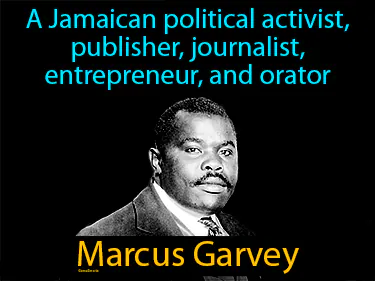 A Jamaican political activist,
publisher, journalist,
entrepreneur, and orator
Marcus Garvey